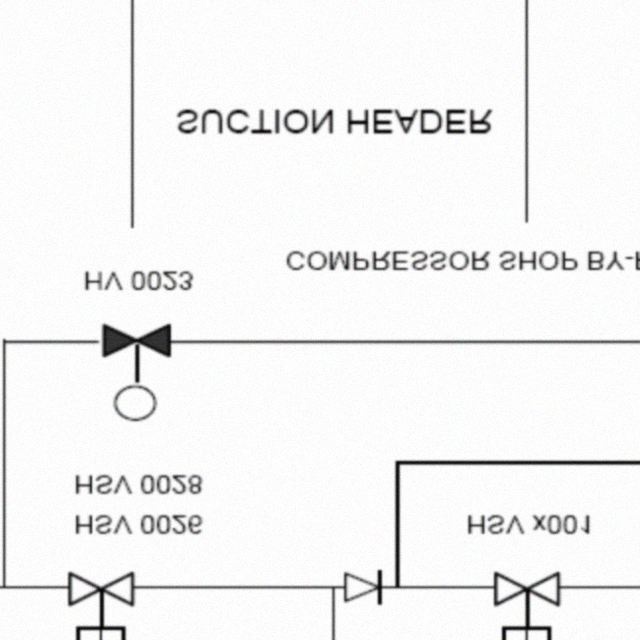 SUCTION HEADER
COMPRESSOR SHOP BY-P
HV 0023
HSV 0028
HSV 0026
HSV x001